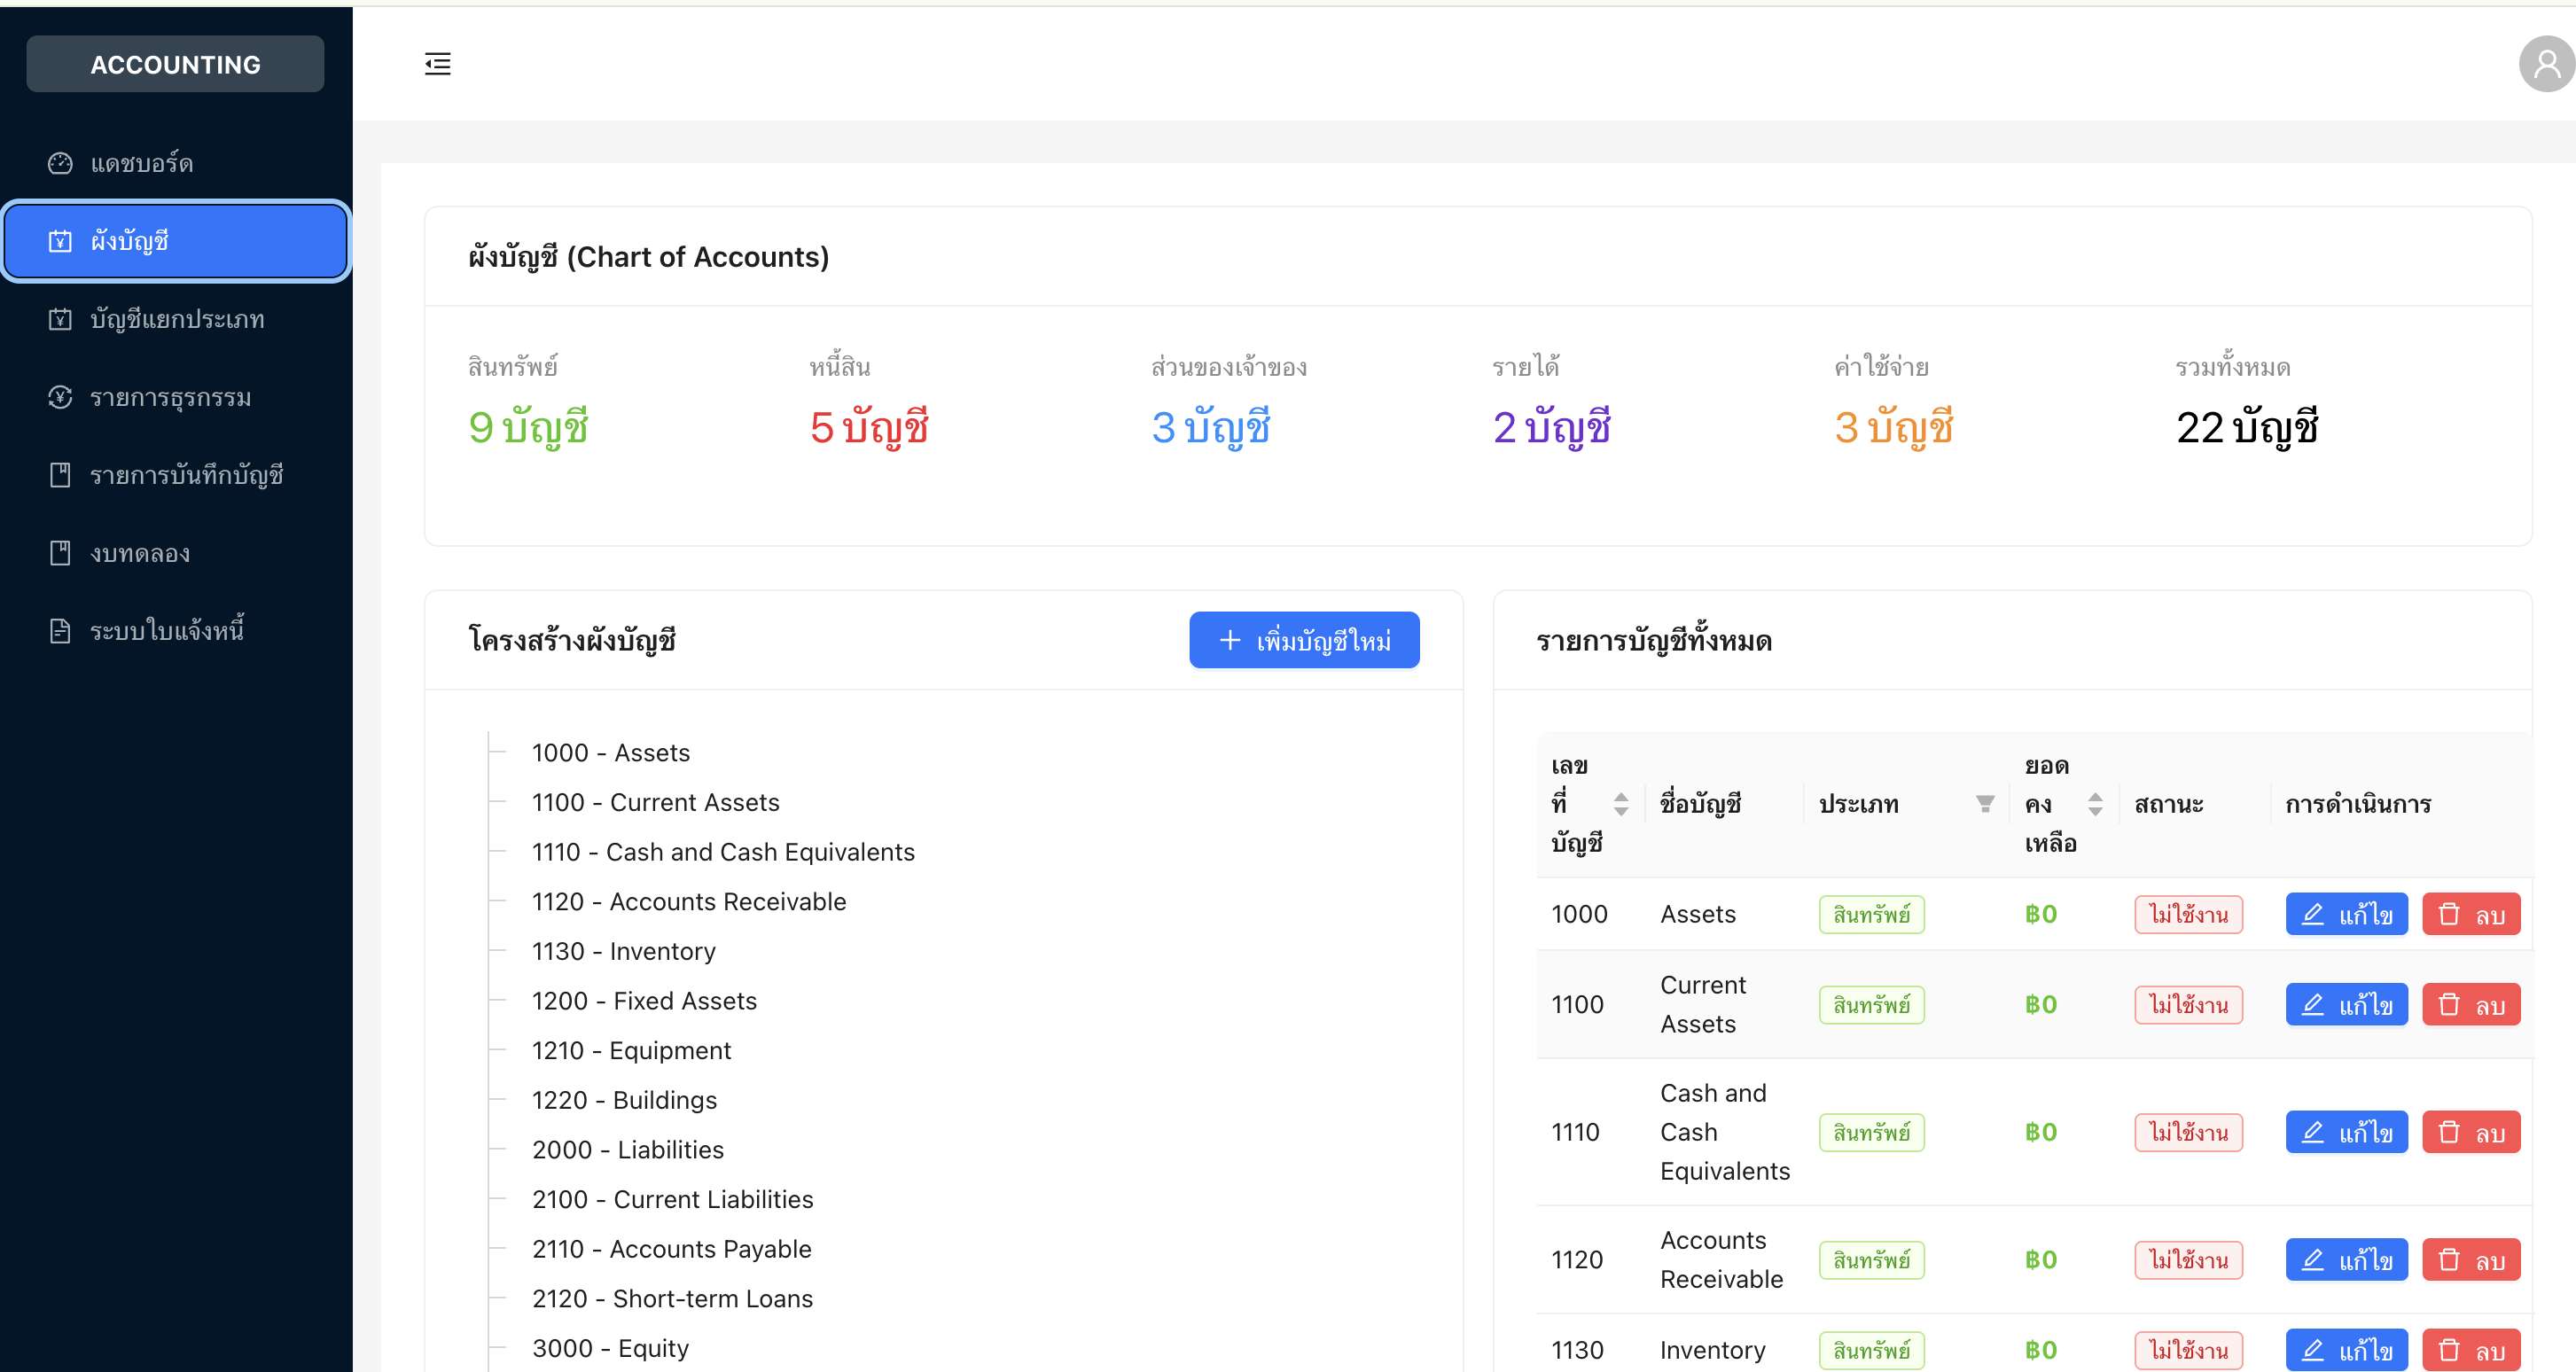 ACCOUNTING
แดชบอร์ด
ผังบัญชี
บัญชีแยกประเภท
รายการธุรกรรม
รายการบันทึกบัญชี
งบทดลอง
ระบบใบแจ้งหนี้
ผังบัญชี (Chart of Accounts)
สินทรัพย์
9 บัญชี
หนี้สิน
5 บัญชี
ส่วนของเจ้าของ
3 บัญชี
รายได้
2 บัญชี
ค่าใช้จ่าย
3 บัญชี
รวมทั้งหมด
22 บัญชี
โครงสร้างผังบัญชี
เพิ่มบัญชีใหม่
1000 - Assets
1100 - Current Assets
1110 - Cash and Cash Equivalents
1120 - Accounts Receivable
1130 - Inventory
1200 - Fixed Assets
1210 - Equipment
1220 - Buildings
2000 - Liabilities
2100 - Current Liabilities
2110 - Accounts Payable
2120 - Short-term Loans
3000 - Equity
รายการบัญชีทั้งหมด
เลข
ที่
บัญชี
ชื่อบัญชี
ประเภท
ยอด
คง
เหลือ
สถานะ
การดำเนินการ
1000 Assets สินทรัพย์ ฿0 ไม่ใช้งาน แก้ไข ลบ
1100 Current
Assets สินทรัพย์ ฿0 ไม่ใช้งาน แก้ไข ลบ
1110 Cash and
Cash
Equivalents สินทรัพย์ ฿0 ไม่ใช้งาน แก้ไข ลบ
1120 Accounts
Receivable สินทรัพย์ ฿0 ไม่ใช้งาน แก้ไข ลบ
1130 Inventory สินทรัพย์ ฿0 ไม่ใช้งาน แก้ไข ลบ